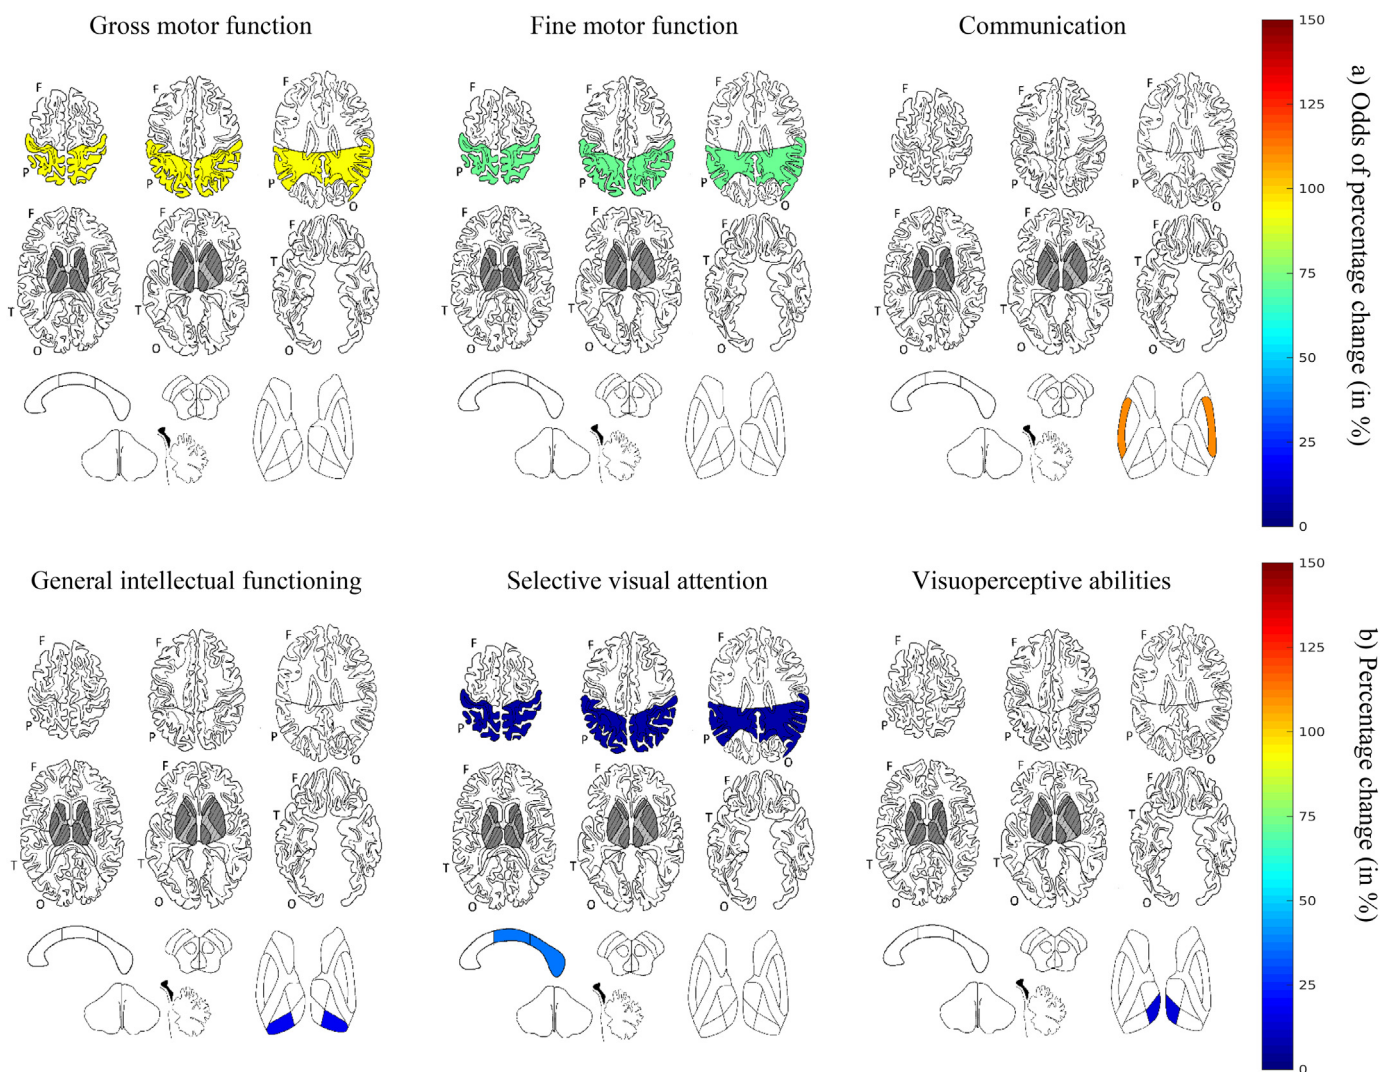 Gross motor function
Fine motor function
Communication
F
F
F
P
P
P
P
P
P
O
O
O
F
F
F
F
F
F
T
T
T
T
T
T
O
O
O
O
O
O
150
125
100
75
50
25
0
a) Odds of percentage change (in %)
General intellectual functioning
Selective visual attention
Visuoperceptive abilities
F
F
F
P
P
P
P
P
P
O
O
O
F
F
F
F
F
F
T
T
T
T
T
T
O
O
O
O
O
O
150
125
100
75
50
25
0
b) Percentage change (in %)